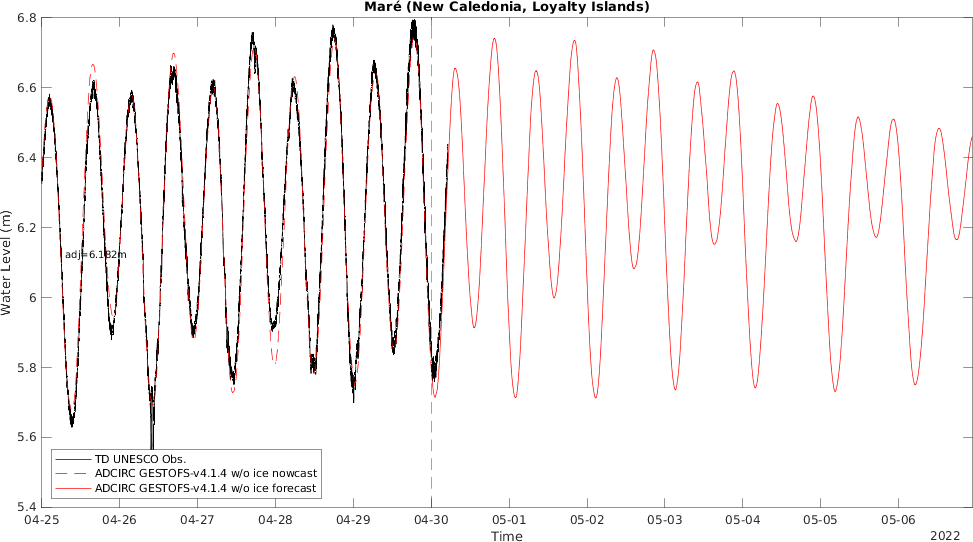 Maré (New Caledonia, Loyalty Islands)
6.8
6.6
6.4
6.2
6
5.8
5.6
5.4
Water Level (m)
adj=6.182m
TD UNESCO Obs.
ADCIRC GESTOFS-v4.1.4 w/o ice nowcast
ADCIRC GESTOFS-v4.1.4 w/o ice forecast
04-25 04-26 04-27 04-28 04-29 04-30 05-01 05-02 05-03 05-04 05-05 05-06
Time
2022